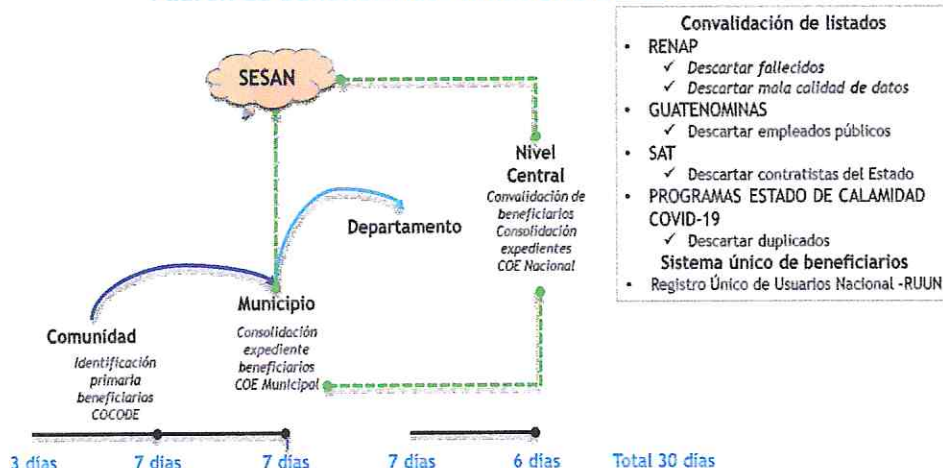 SESAN
Nivel
Central
Convalidación de
beneficiarios
Consolidación
expedientes
COE Nacional
Departamento
Municipio
Consolidación
expediente
beneficiarios
COE Municipal
Comunidad
Identificación
primaria
beneficiarios
COCODE
3 días 7 días 7 días 7 días 6 días Total 30 días
Convalidación de listados
• RENAP
✓ Descartar fallecidos
✓ Descartar mala calidad de datos
• GUATENOMINAS
✓ Descartar empleados públicos
• SAT
✓ Descartar contratistas del Estado
• PROGRAMAS ESTADO DE CALAMIDAD
COVID-19
✓ Descartar duplicados
Sistema único de beneficiarios
• Registro Único de Usuarios Nacional -RUUN